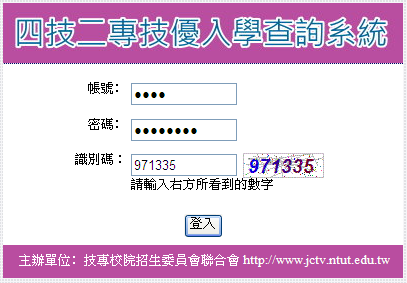 四技二專技優入學查詢系統
帳號： ●●●●
密碼： ●●●●●●●●
識別碼： 971335 971335
請輸入右方所看到的數字
登入
主辦單位: 技專校院招生委員會聯合會 http://www.jctv.ntut.edu.tw